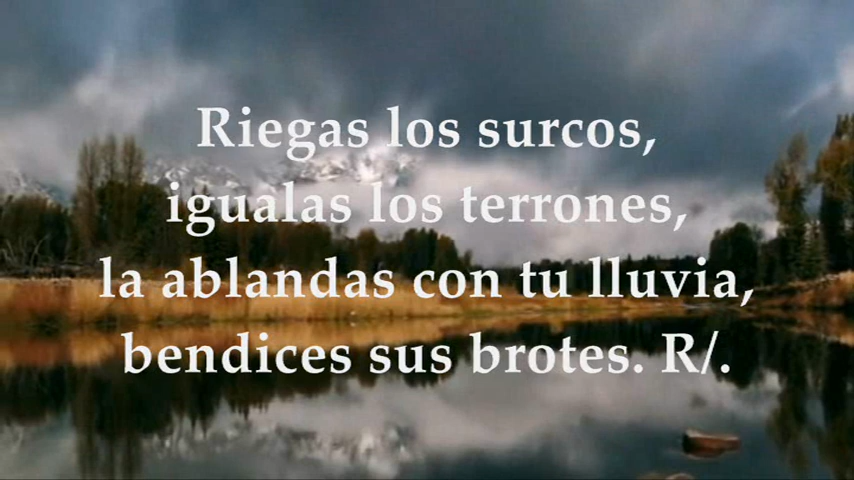 Riegas los surcos,
igualas los terrones,
la ablandas con tu lluvia,
bendices sus brotes. R/.